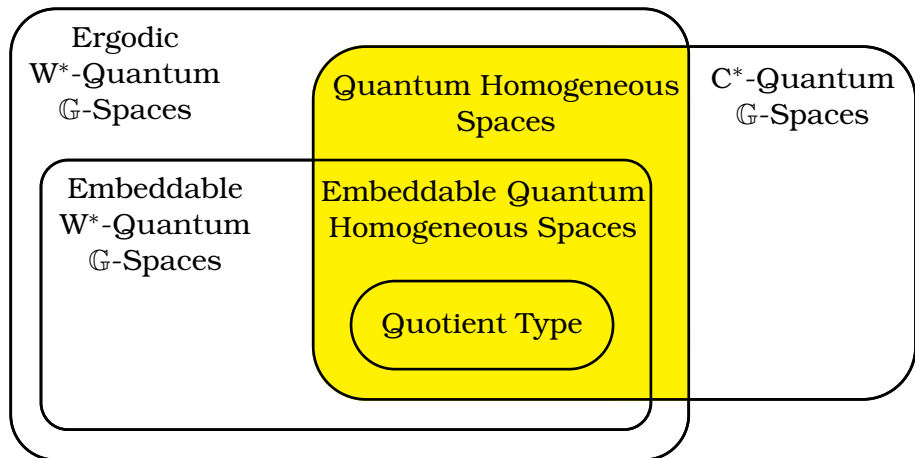 Ergodic
W*-Quantum
𝔾-Spaces
Quantum Homogeneous
Spaces
C*-Quantum
𝔾-Spaces
Embeddable
W*-Quantum
𝔾-Spaces
Embeddable Quantum
Homogeneous Spaces
Quotient Type